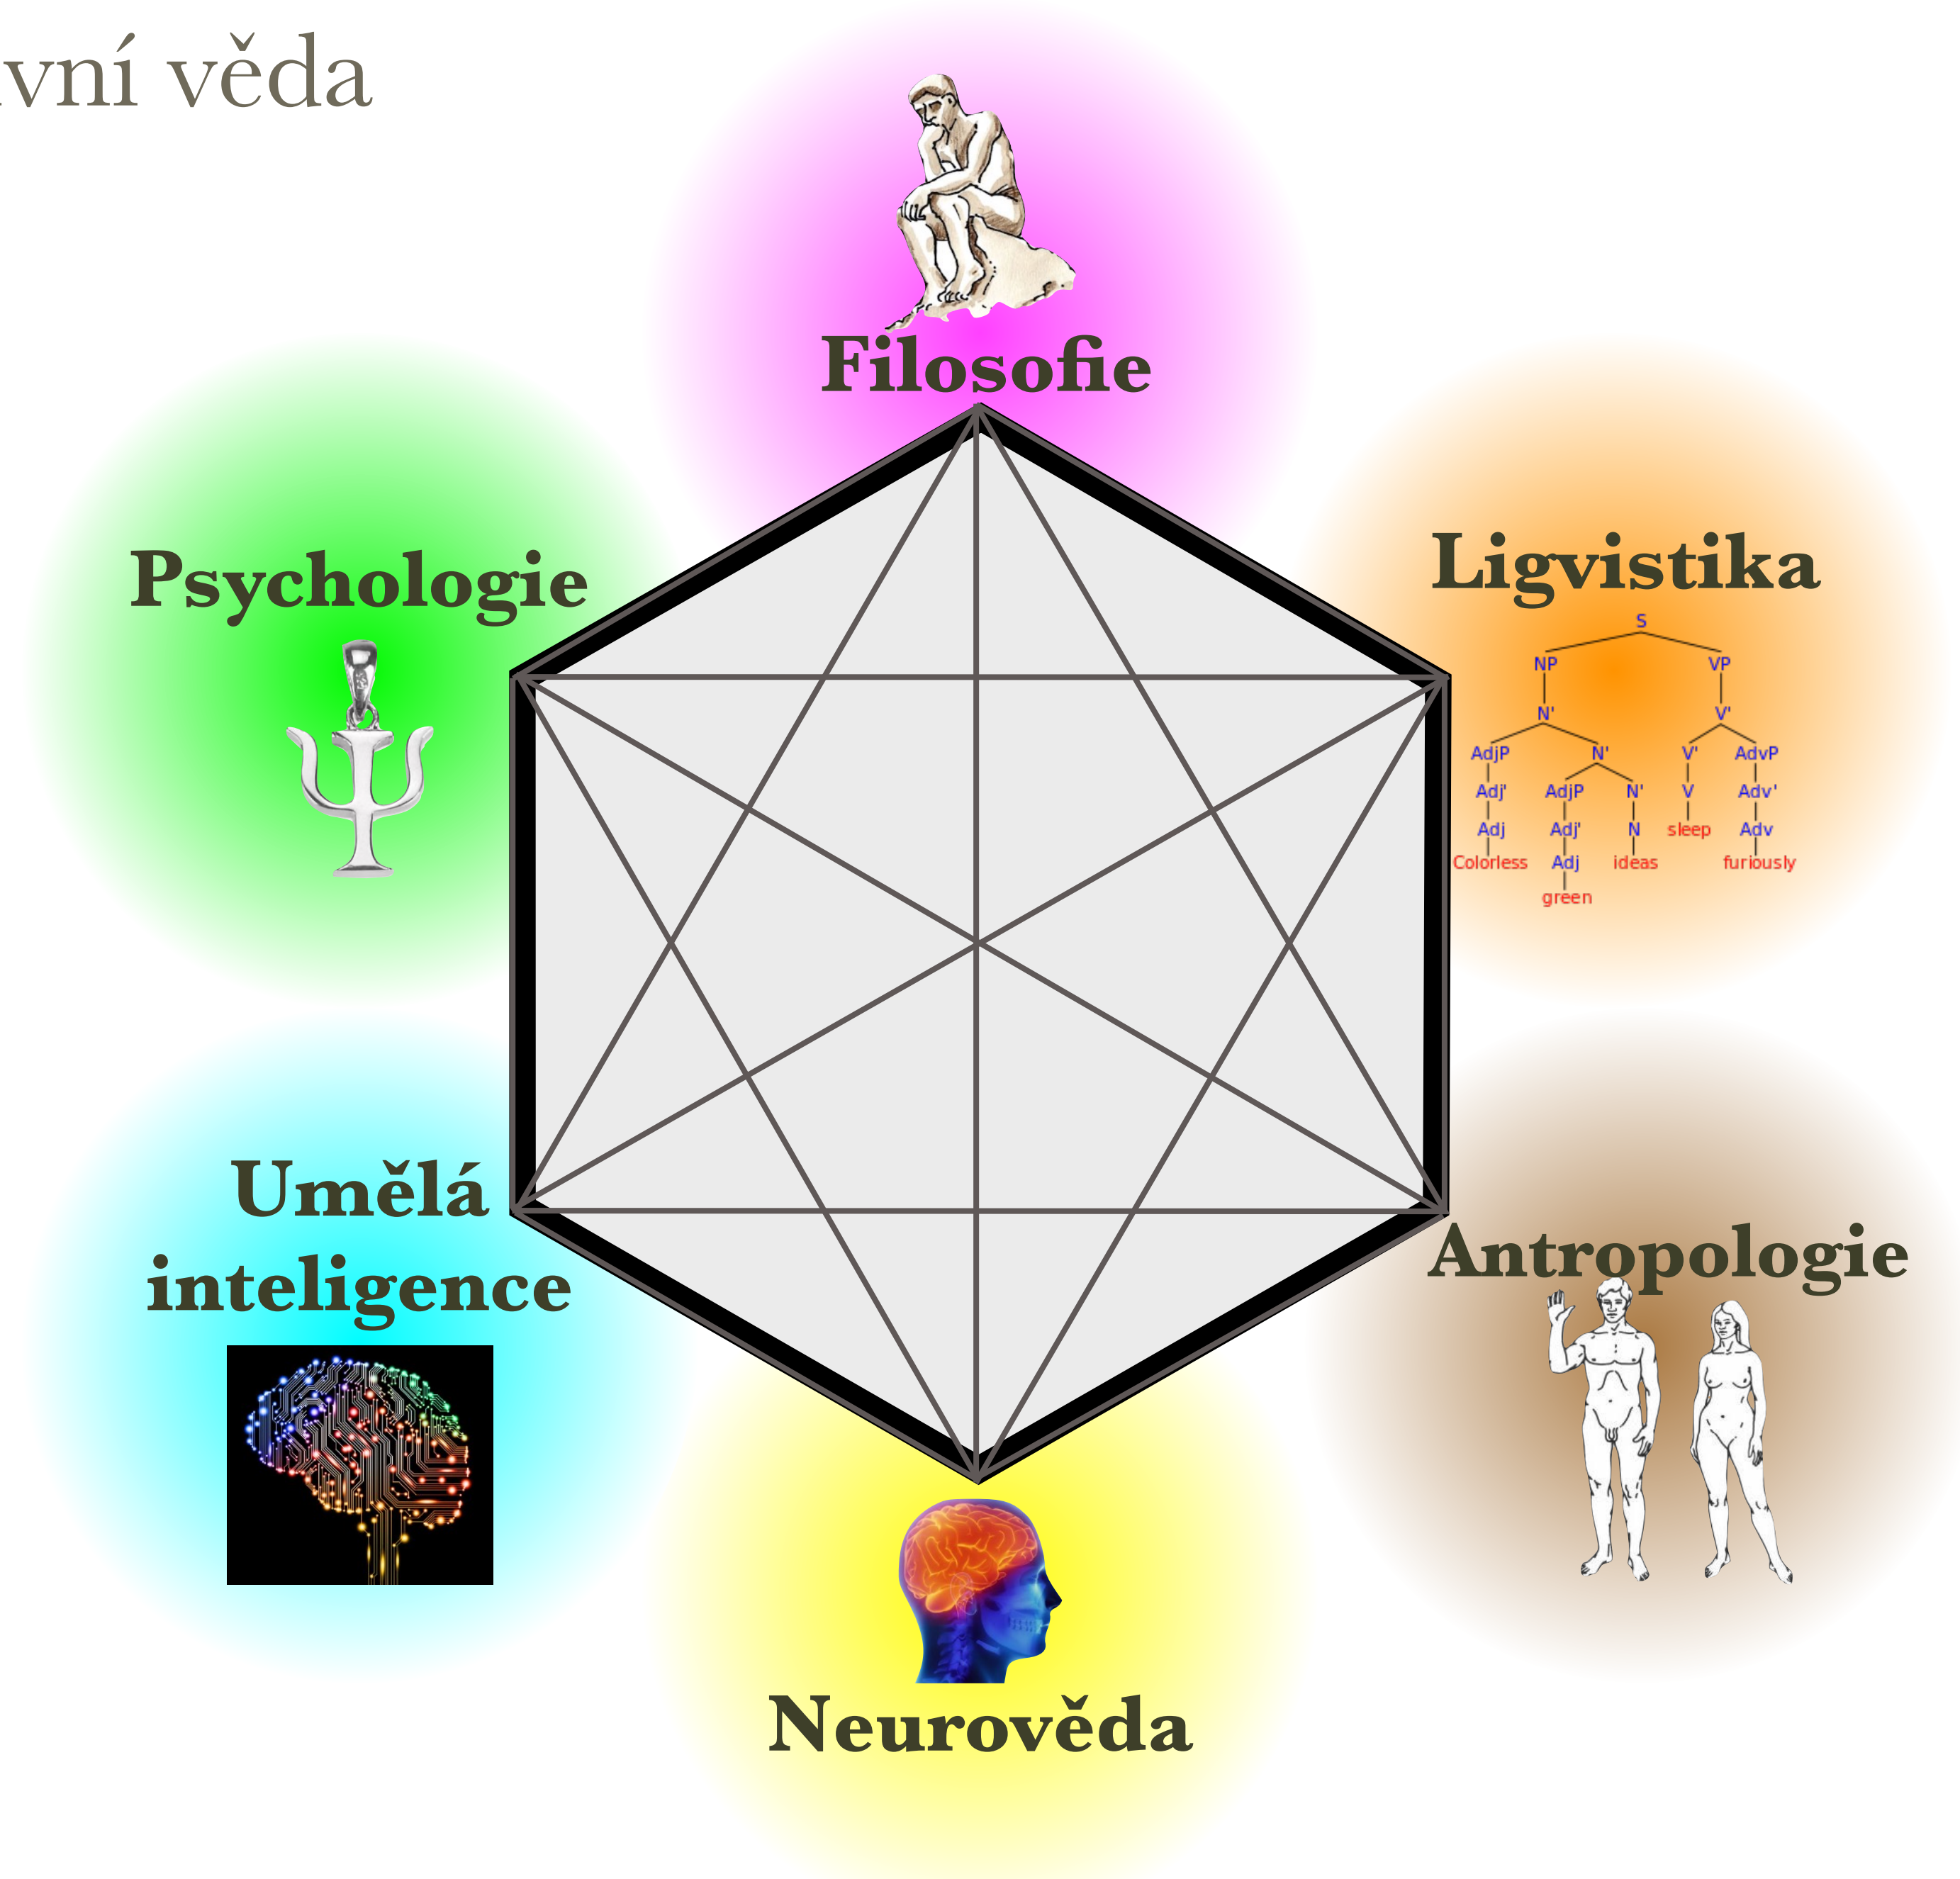 vní věda
Filosofie
Psychologie
Ligvistika
S
NP VP
N' V'
AdjP N' V' AdvP
Adj' AdjP N' V Adv'
Adj Adj' N sleep Adv
Colorless Adj ideas furiously
green
Umělá
inteligence
Antropologie
Neurověda